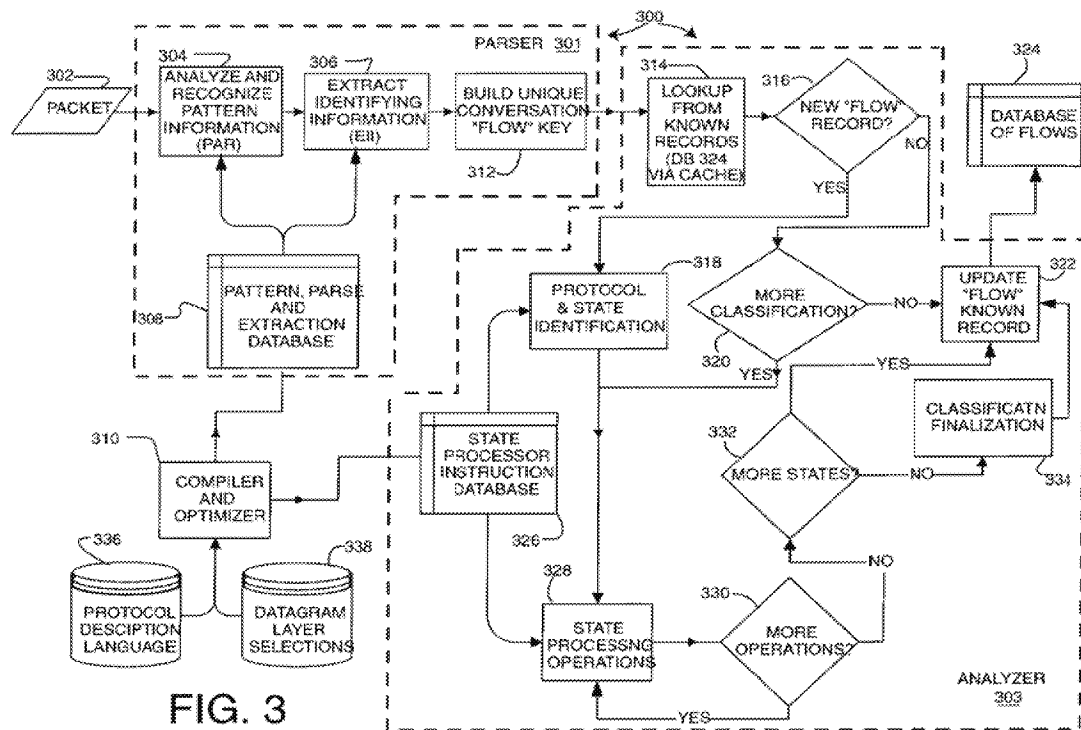 300
PARSER 301
302
PACKET
304
ANALYZE AND
RECOGNIZE
PATTERN
INFORMATION
(PAR)
306
EXTRACT
IDENTIFYING
INFORMATION (EII)
BUILD UNIQUE
CONVERSATION
"FLOW" KEY
312
314
LOOKUP
FROM
KNOWN
RECORDS
(DB 324
VIA CACHE)
316
NEW "FLOW"
RECORD?
NO
YES
324
DATABASE
OF FLOWS
308
PATTERN, PARSE
AND
EXTRACTION
DATABASE
318
PROTOCOL
& STATE
IDENTIFICATION
MORE
CLASSIFICATION?
320
NO
YES
322
UPDATE
"FLOW"
KNOWN
RECORD
YES
CLASSIFICATN
FINALIZATION
334
332
MORE STATES?
NO
310
COMPILER
AND
OPTIMIZER
STATE
PROCESSOR
INSTRUCTION
DATABASE
326
336
PROTOCOL
DESCIPTION
LANGUAGE
338
DATAGRAM
LAYER
SELECTIONS
328
STATE
PROCESSNG
OPERATIONS
330
MORE
OPERATIONS?
NO
YES
ANALYZER
303
FIG. 3